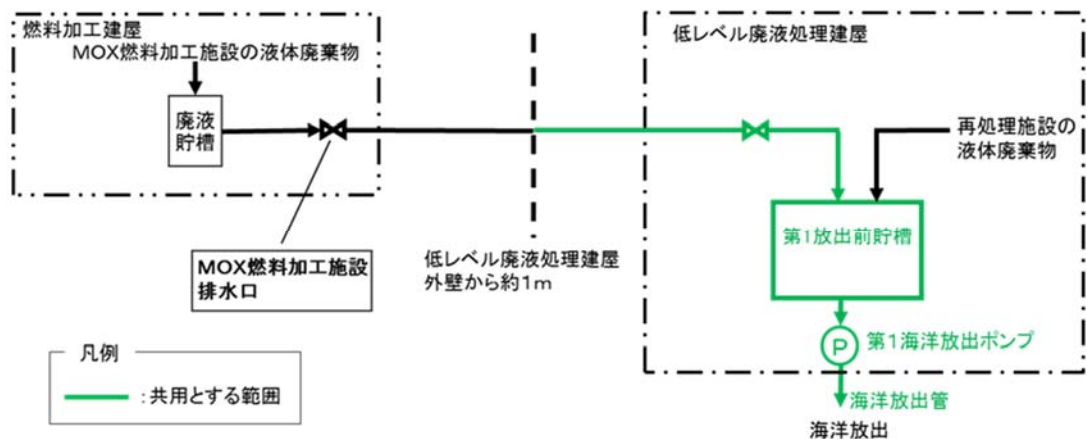 燃料加工建屋
MOX燃料加工施設の液体廃棄物
廃液
貯槽
MOX燃料加工施設
排水口
低レベル廃液処理建屋
外壁から約1m
低レベル廃液処理建屋
再処理施設の
液体廃棄物
第1放出前貯槽
P
第1海洋放出ポンプ
海洋放出管
海洋放出
凡例
:共用とする範囲